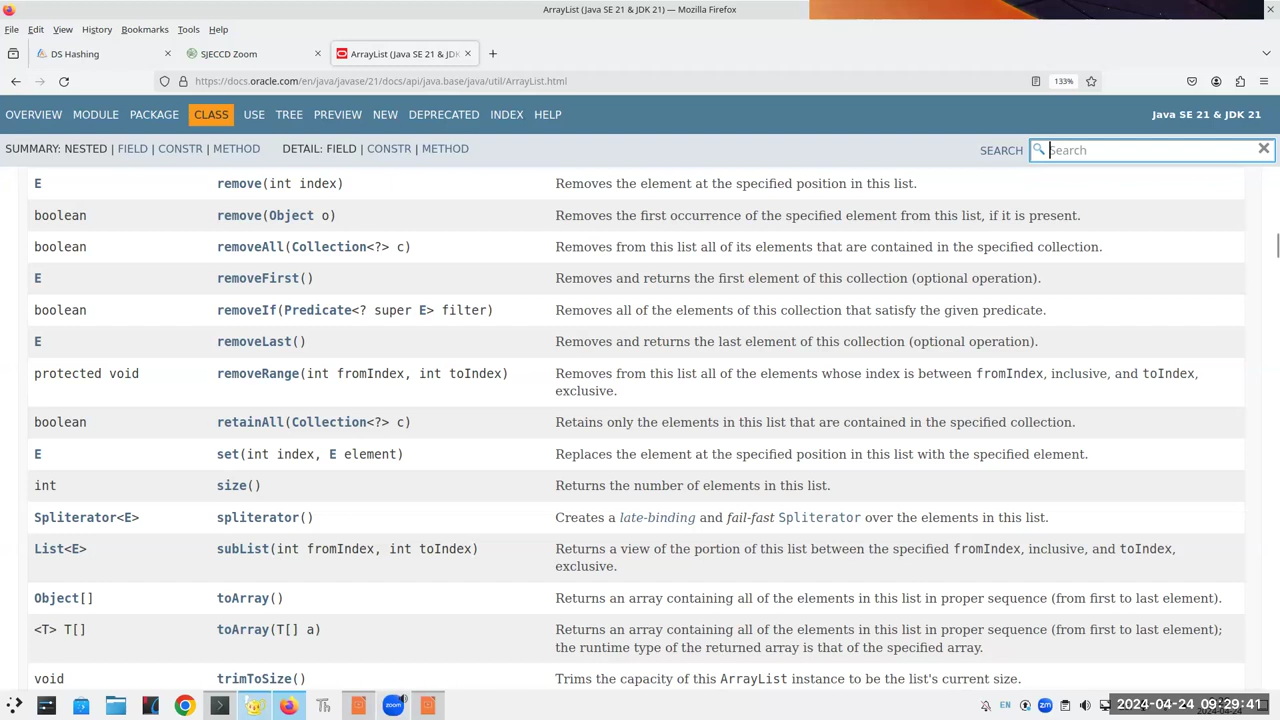 ArrayList (Java SE 21 & JDK 21) — Mozilla Firefox
File Edit View History Bookmarks Tools Help
DS Hashing
SJECCD Zoom
ArrayList (Java SE 21 & JDK
https://docs.oracle.com/en/java/javase/21/docs/api/java.base/java/util/ArrayList.html
133%
OVERVIEW MODULE PACKAGE CLASS USE TREE PREVIEW NEW DEPRECATED INDEX HELP
Java SE 21 & JDK 21
SUMMARY: NESTED | FIELD | CONSTR | METHOD DETAIL: FIELD | CONSTR | METHOD
SEARCH Search
E remove(int index) Removes the element at the specified position in this list.
boolean remove(Object o) Removes the first occurrence of the specified element from this list, if it is present.
boolean removeAll(Collection<?> c) Removes from this list all of its elements that are contained in the specified collection.
E removeFirst() Removes and returns the first element of this collection (optional operation).
boolean removeIf(Predicate<? super E> filter) Removes all of the elements of this collection that satisfy the given predicate.
E removeLast() Removes and returns the last element of this collection (optional operation).
protected void removeRange(int fromIndex, int toIndex) Removes from this list all of the elements whose index is between fromIndex, inclusive, and toIndex,
exclusive.
boolean retainAll(Collection<?> c) Retains only the elements in this list that are contained in the specified collection.
E set(int index, E element) Replaces the element at the specified position in this list with the specified element.
int size() Returns the number of elements in this list.
Spliterator<E> spliterator() Creates a late-binding and fail-fast Spliterator over the elements in this list.
List<E> subList(int fromIndex, int toIndex) Returns a view of the portion of this list between the specified fromIndex, inclusive, and toIndex,
exclusive.
Object[] toArray() Returns an array containing all of the elements in this list in proper sequence (from first to last element).
<T> T[] toArray(T[] a) Returns an array containing all of the elements in this list in proper sequence (from first to last element);
the runtime type of the returned array is that of the specified array.
void trimToSize() Trims the capacity of this ArrayList instance to be the list's current size.
Th
zoom
EN
zm
2024-04-24 09:29:41